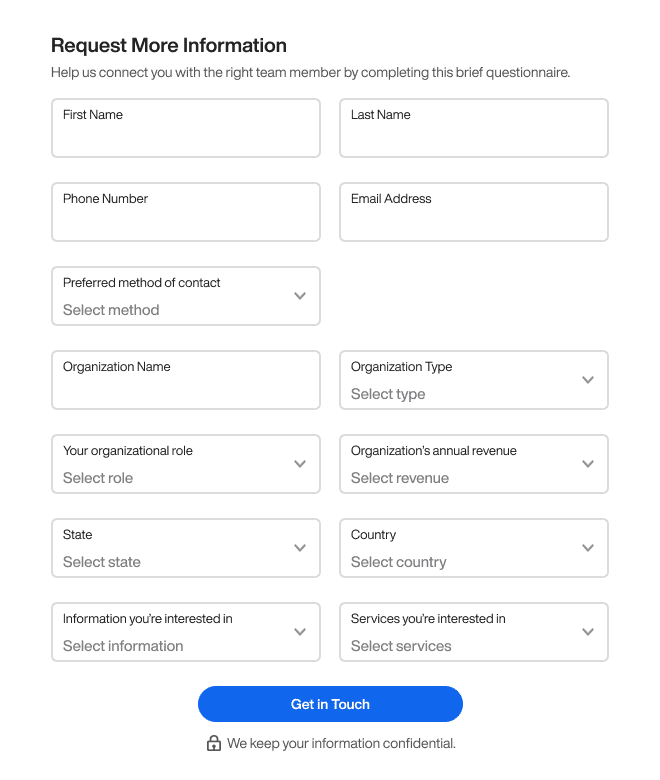 Request More Information
Help us connect you with the right team member by completing this brief questionnaire.
First Name
Last Name
Phone Number
Email Address
Preferred method of contact
Select method
Organization Name
Organization Type
Select type
Your organizational role
Select role
Organization's annual revenue
Select revenue
State
Select state
Country
Select country
Information you're interested in
Select information
Services you're interested in
Select services
Get in Touch
We keep your information confidential.